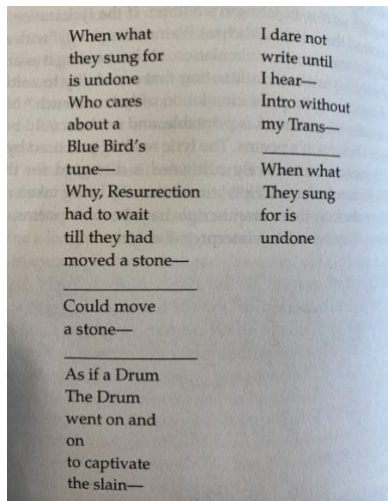 When what
they sung for
is undone
Who cares
about a
Blue Bird's
tune—
Why, Resurrection
had to wait
till they had
moved a stone—
Could move
a stone—
As if a Drum
The Drum
went on and
on
to captivate
the slain—
I dare not
write until
I hear—
Intro without
my Trans—
When what
They sung
for is
undone